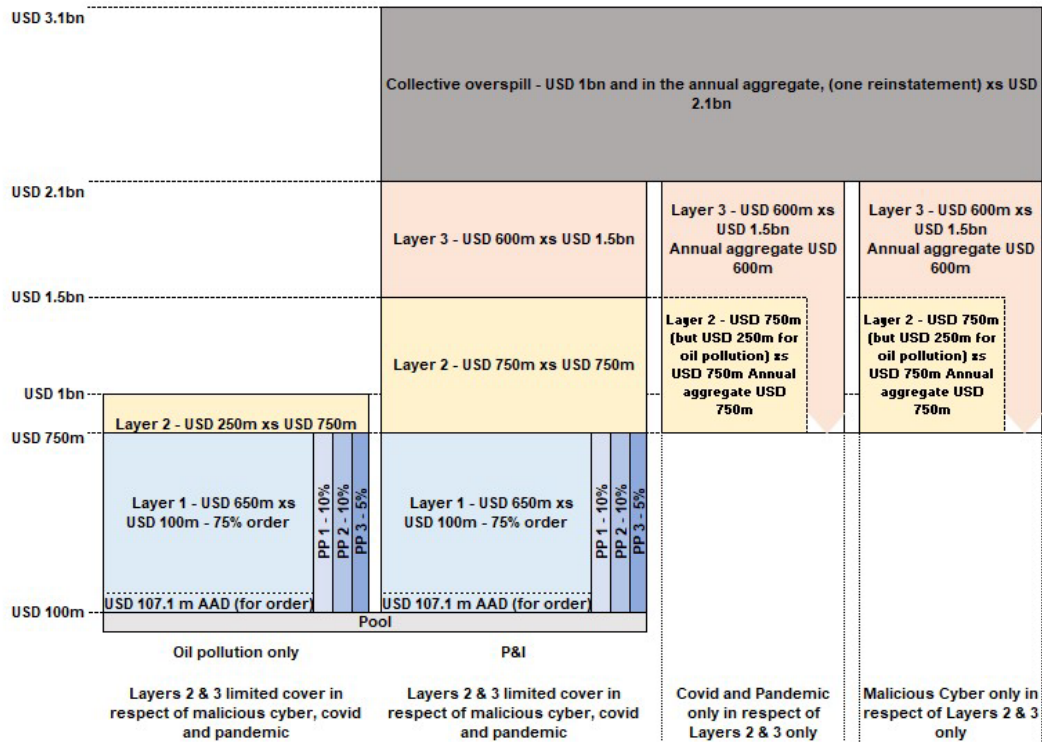 USD 3.1bn
Collective overspill - USD 1bn and in the annual aggregate, (one reinstatement) xs USD
2.1bn
USD 2.1bn
Layer 3 - USD 600m xs USD 1.5bn
Layer 3 - USD 600m xs
USD 1.5bn
Annual aggregate USD
600m
Layer 3 - USD 600m xs
USD 1.5bn
Annual aggregate USD
600m
USD 1.5bn
Layer 2 - USD 750m xs USD 750m
Layer 2 - USD 750m
(but USD 250m for
oil pollution) xs
USD 750m Annual
aggregate USD
750m
Layer 2 - USD 750m
(but USD 250m for
oil pollution) xs
USD 750m Annual
aggregate USD
750m
USD 1bn
Layer 2 - USD 250m xs USD 750m
USD 750m
Layer 1 - USD 650m xs
USD 100m - 75% order
PP 1 - 10%
PP 2 - 10%
PP 3 - 5%
Layer 1 - USD 650m xs
USD 100m - 75% order
PP 1 - 10%
PP 2 - 10%
PP 3 - 5%
USD 107.1 m AAD (for order)
USD 107.1 m AAD (for order)
USD 100m
Pool
Oil pollution only
Layers 2 & 3 limited cover in
respect of malicious cyber, covid
and pandemic
P&I
Layers 2 & 3 limited cover in
respect of malicious cyber, covid
and pandemic
Covid and Pandemic
only in respect of
Layers 2 & 3 only
Malicious Cyber only in
respect of Layers 2 & 3
only